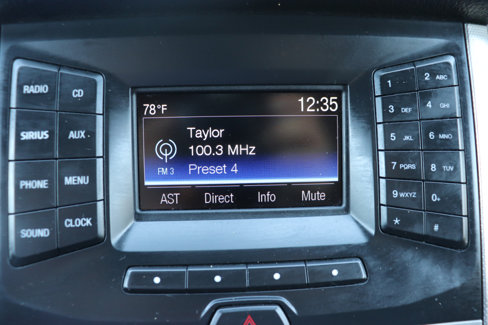 RADIO
CD
SIRIUS
AUX
PHONE
MENU
SOUND
CLOCK
78°F
12:35
Taylor
100.3 MHz
FM 3
Preset 4
AST Direct Info Mute
1
2 ABC
3 DEF
4 GHI
5 JKL
6 MNO
7 PQRS
8 TUV
9 WXYZ
0+
*
#